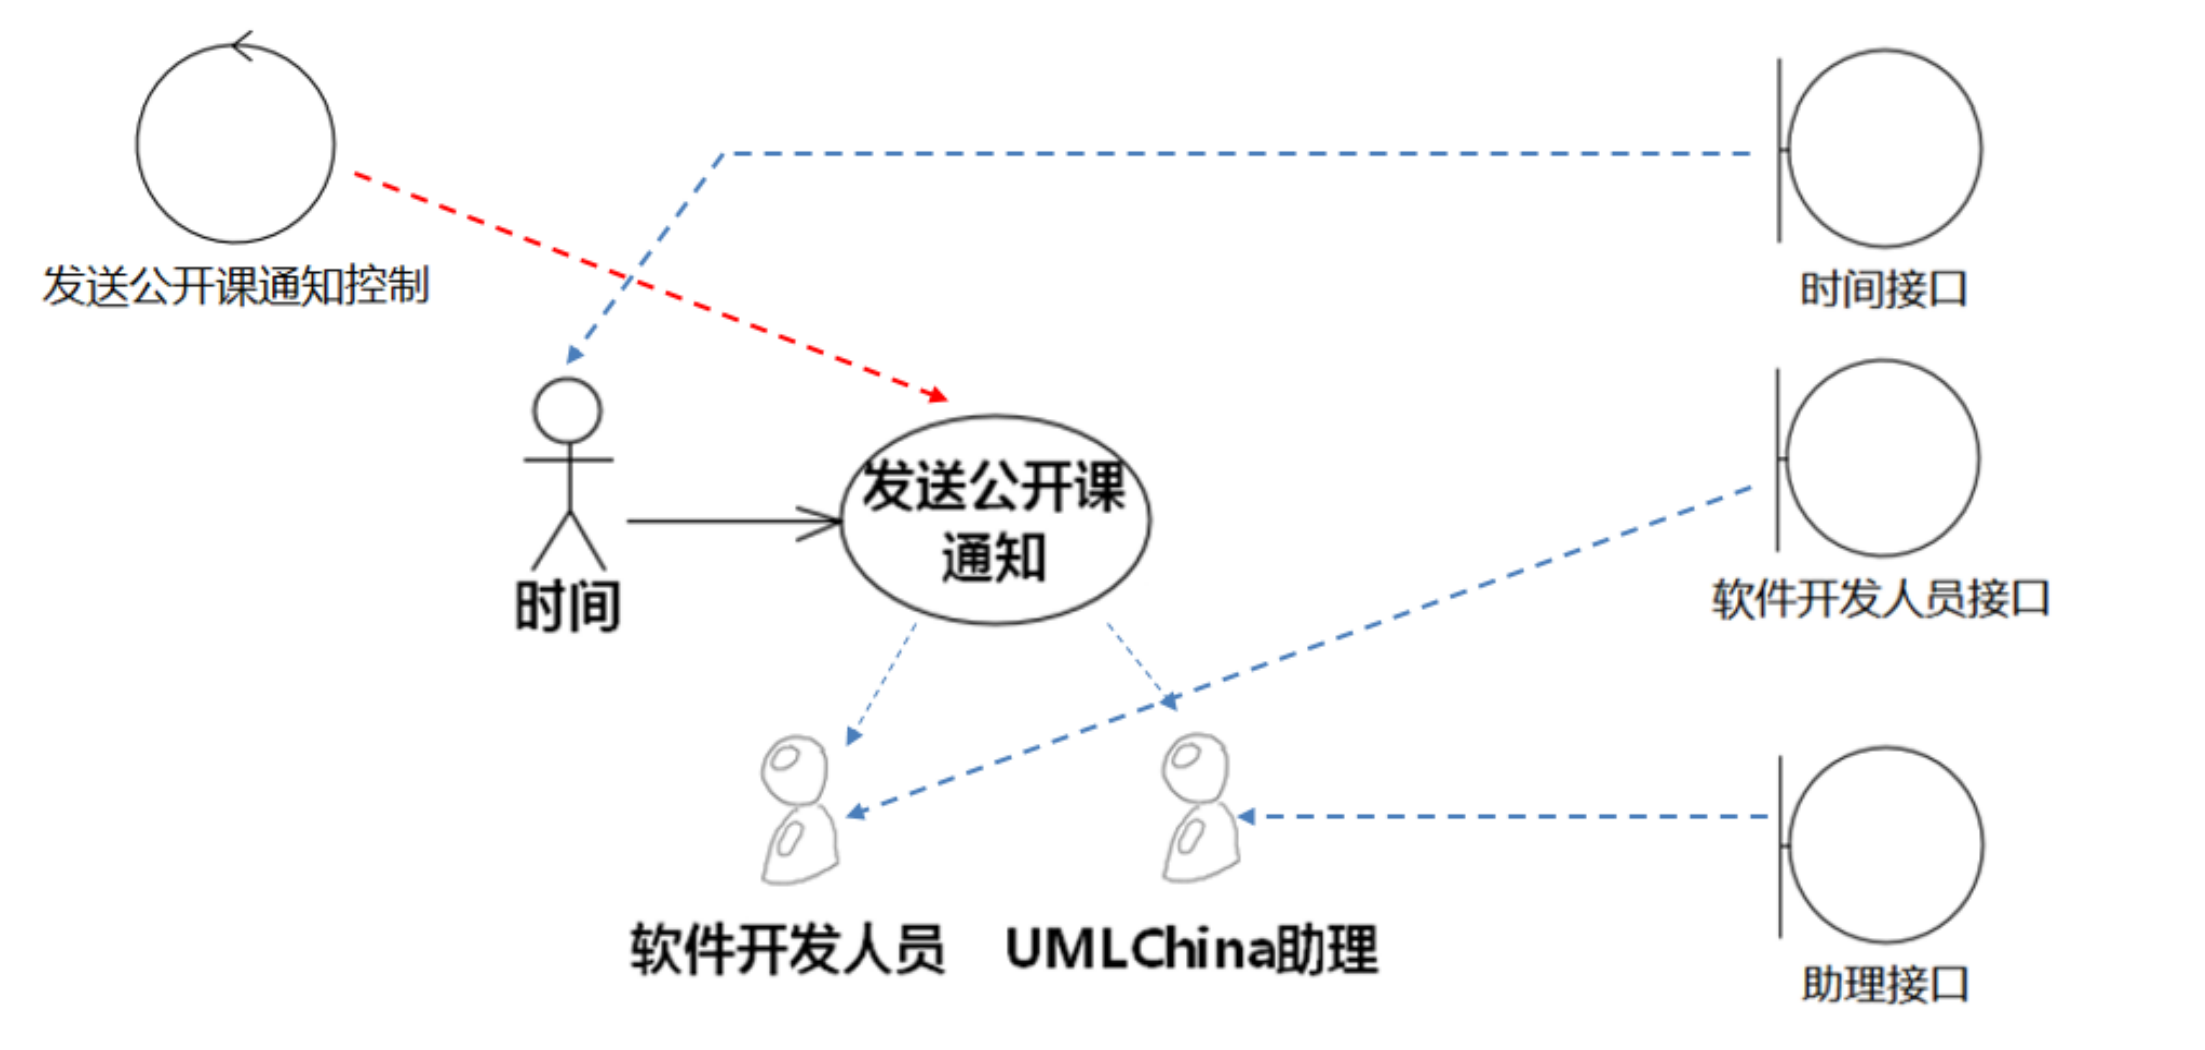 发送公开课通知控制
时间接口
发送公开课
通知
时间
软件开发人员接口
软件开发人员
UMLChina助理
助理接口